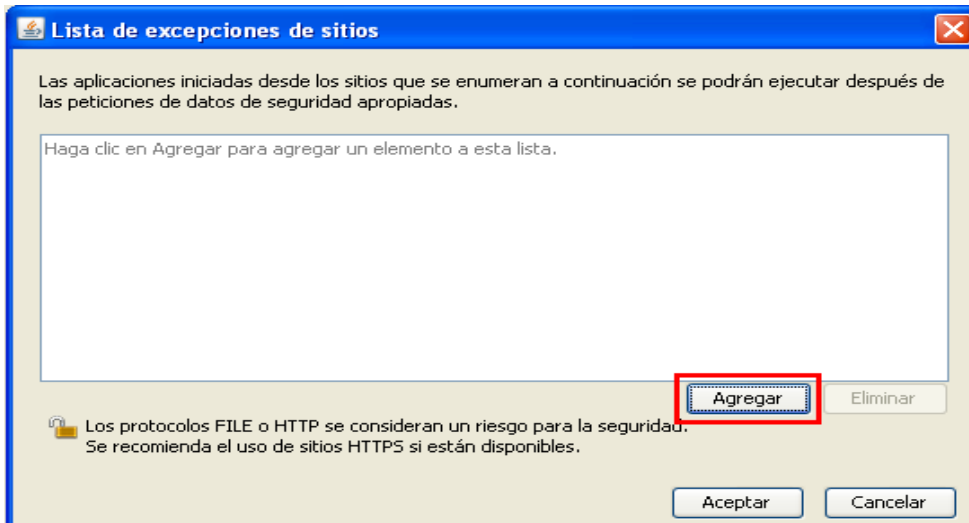 Lista de excepciones de sitios
Las aplicaciones iniciadas desde los sitios que se enumeran a continuación se podrán ejecutar después de
las peticiones de datos de seguridad apropiadas.
Haga clic en Agregar para agregar un elemento a esta lista.
Agregar
Eliminar
Los protocolos FILE o HTTP se consideran un riesgo para la seguridad.
Se recomienda el uso de sitios HTTPS si están disponibles.
Aceptar
Cancelar